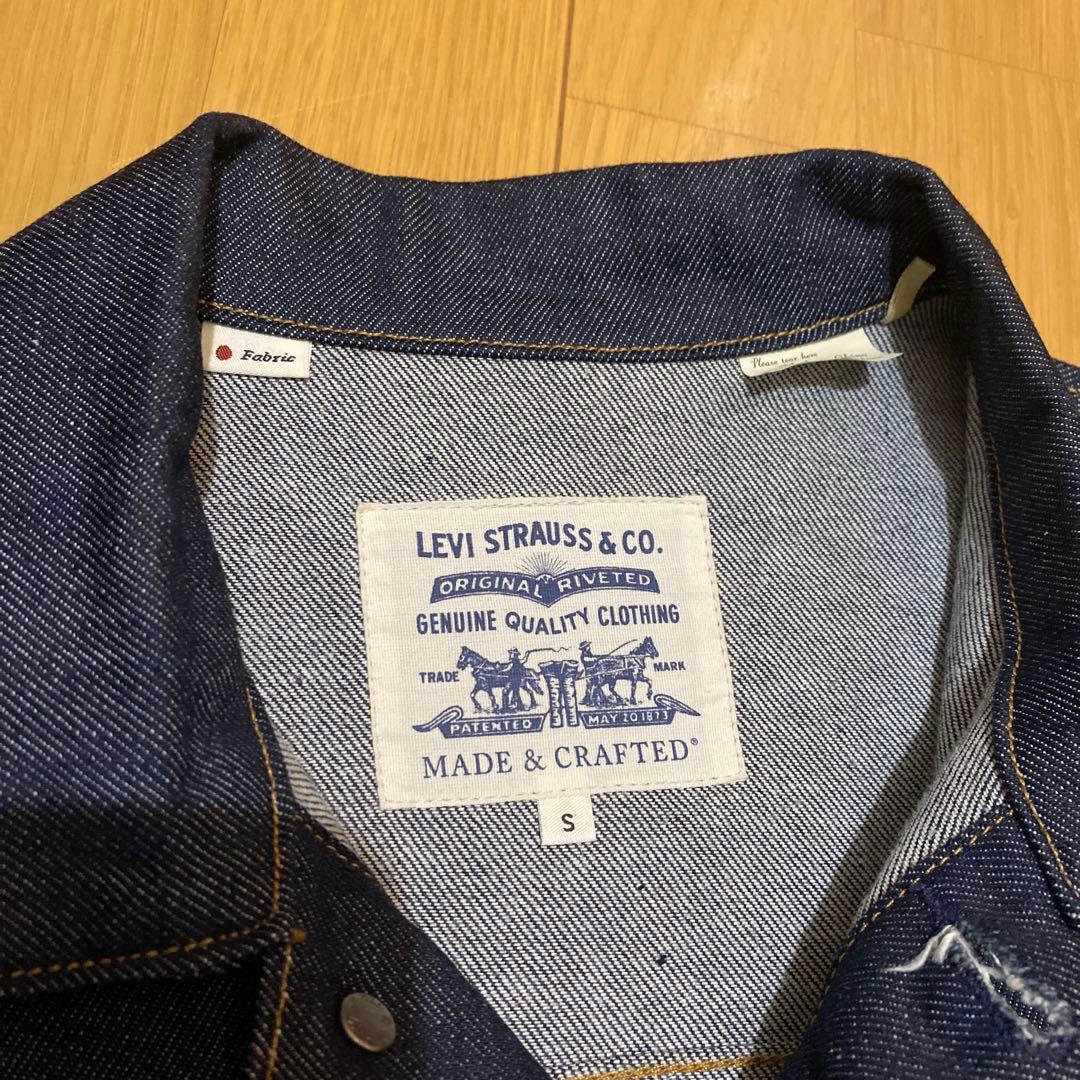 Fabric
Please tear here
LEVI STRAUSS & CO.
ORIGINAL RIVETED
GENUINE QUALITY CLOTHING
TRADE MARK
PATENTED MAY 20 1873
MADE & CRAFTED®
S